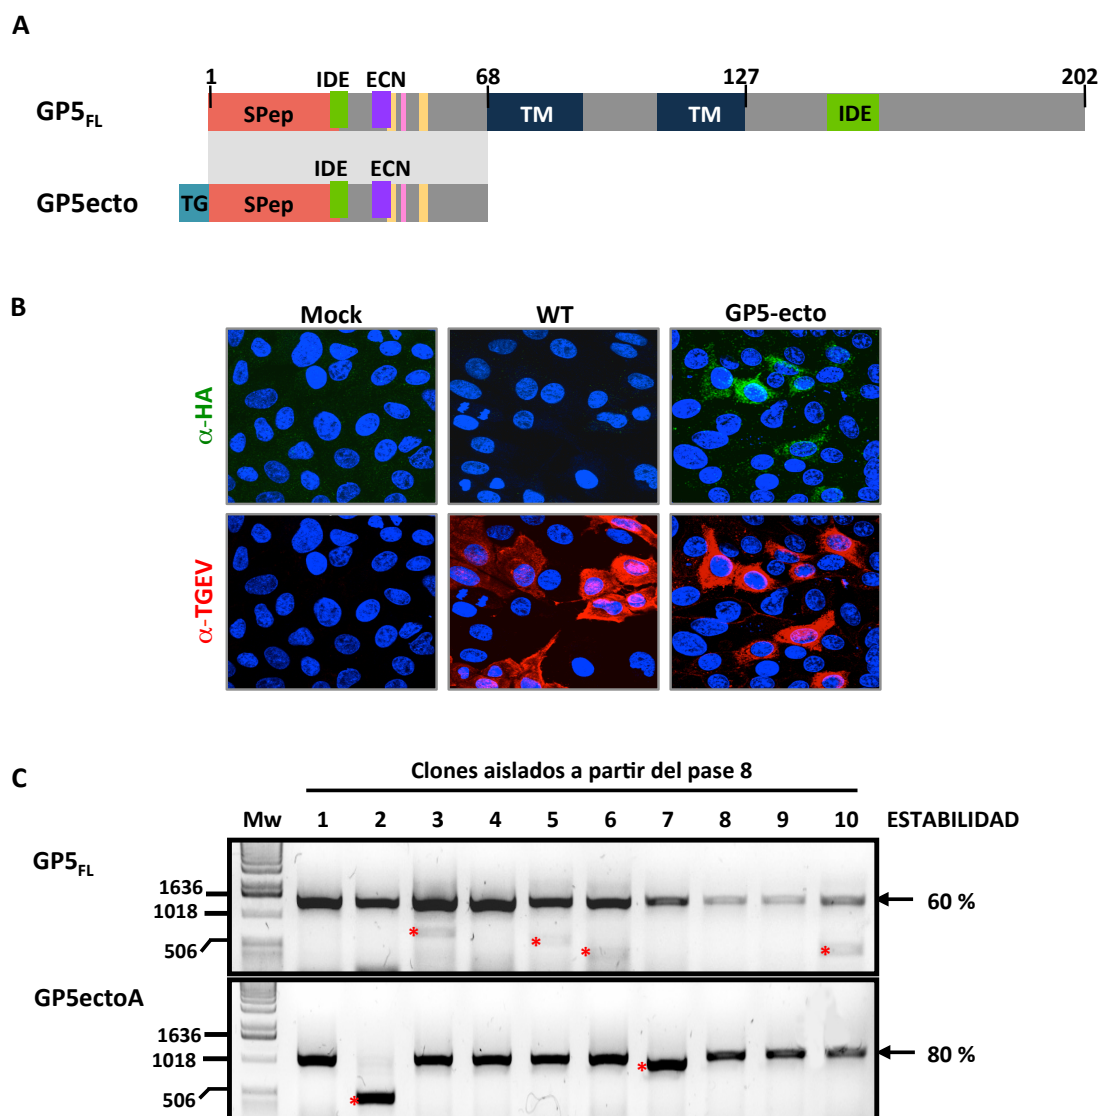 A
1 68 127 202
IDE ECN
GP5FL SPep TM TM IDE
IDE ECN
GP5ecto TG SPep
B
Mock WT GP5-ecto
α-HA
α-TGEV
C
Clones aislados a partir del pase 8
Mw 1 2 3 4 5 6 7 8 9 10 ESTABILIDAD
GP5FL
1636
1018
506
* * * *
60 %
GP5ectoA
1636
1018
506
* *
80 %